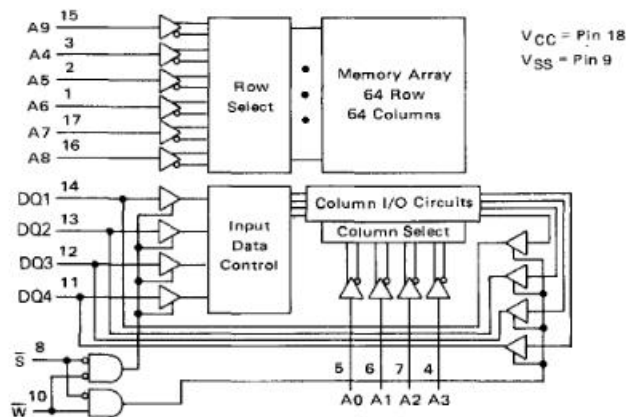 15
A9
3
A4
2
A5
1
A6
17
A7
16
A8
Row
Select
Memory Array
64 Row
64 Columns
VCC = Pin 18
VSS = Pin 9
14
DQ1
13
DQ2
12
DQ3
11
DQ4
Input
Data
Control
Column I/O Circuits
Column Select
8
S̅
10
W̅
5 6 7 4
A0 A1 A2 A3